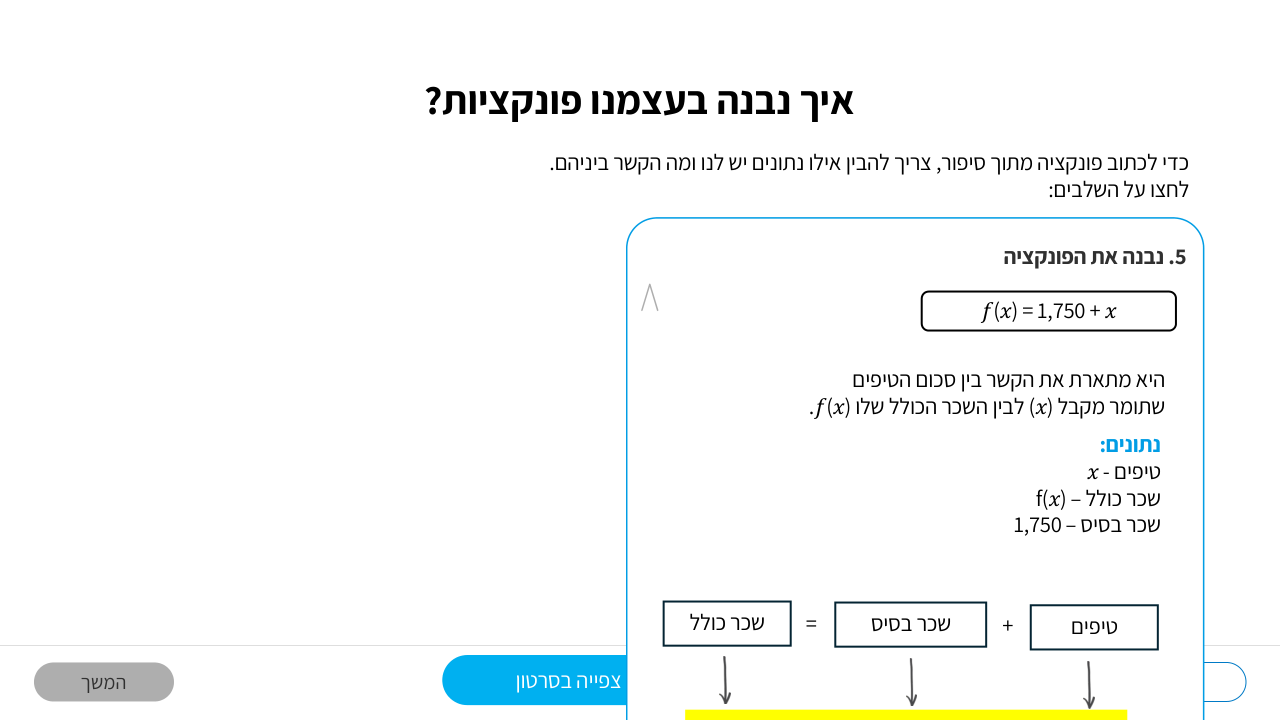 איך נבנה בעצמנו פונקציות?
כדי לכתוב פונקציה מתוך סיפור, צריך להבין אילו נתונים יש לנו ומה הקשר ביניהם.
לחצו על השלבים:
5. נבנה את הפונקציה
f(x) = 1,750 + x
היא מתארת את הקשר בין סכום הטיפים
שתומר מקבל (x) לבין השכר הכולל שלו f(x).
נתונים:
טיפים - x
שכר כולל – f(x)
שכר בסיס – 1,750
טיפים + שכר בסיס = שכר כולל
צפייה בסרטון
המשך